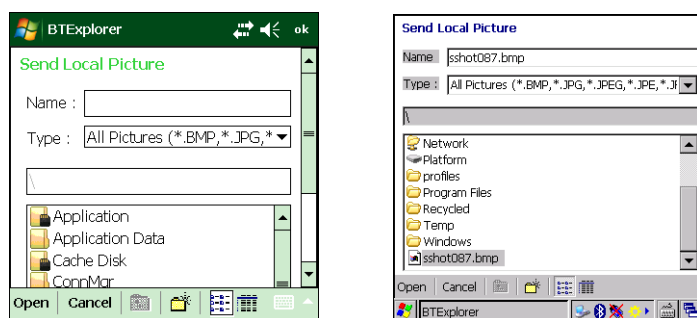 BTExplorer ok
Send Local Picture
Name :
Type : All Pictures (*.BMP,*.JPG,*
\
Application
Application Data
Cache Disk
ConnMgr
Open Cancel
Send Local Picture
Name sshot087.bmp
Type : All Pictures (*.BMP,*.JPG,*.JPEG,*.JPE,*.JF
\
Network
Platform
profiles
Program Files
Recycled
Temp
Windows
sshot087.bmp
Open Cancel
BTExplorer